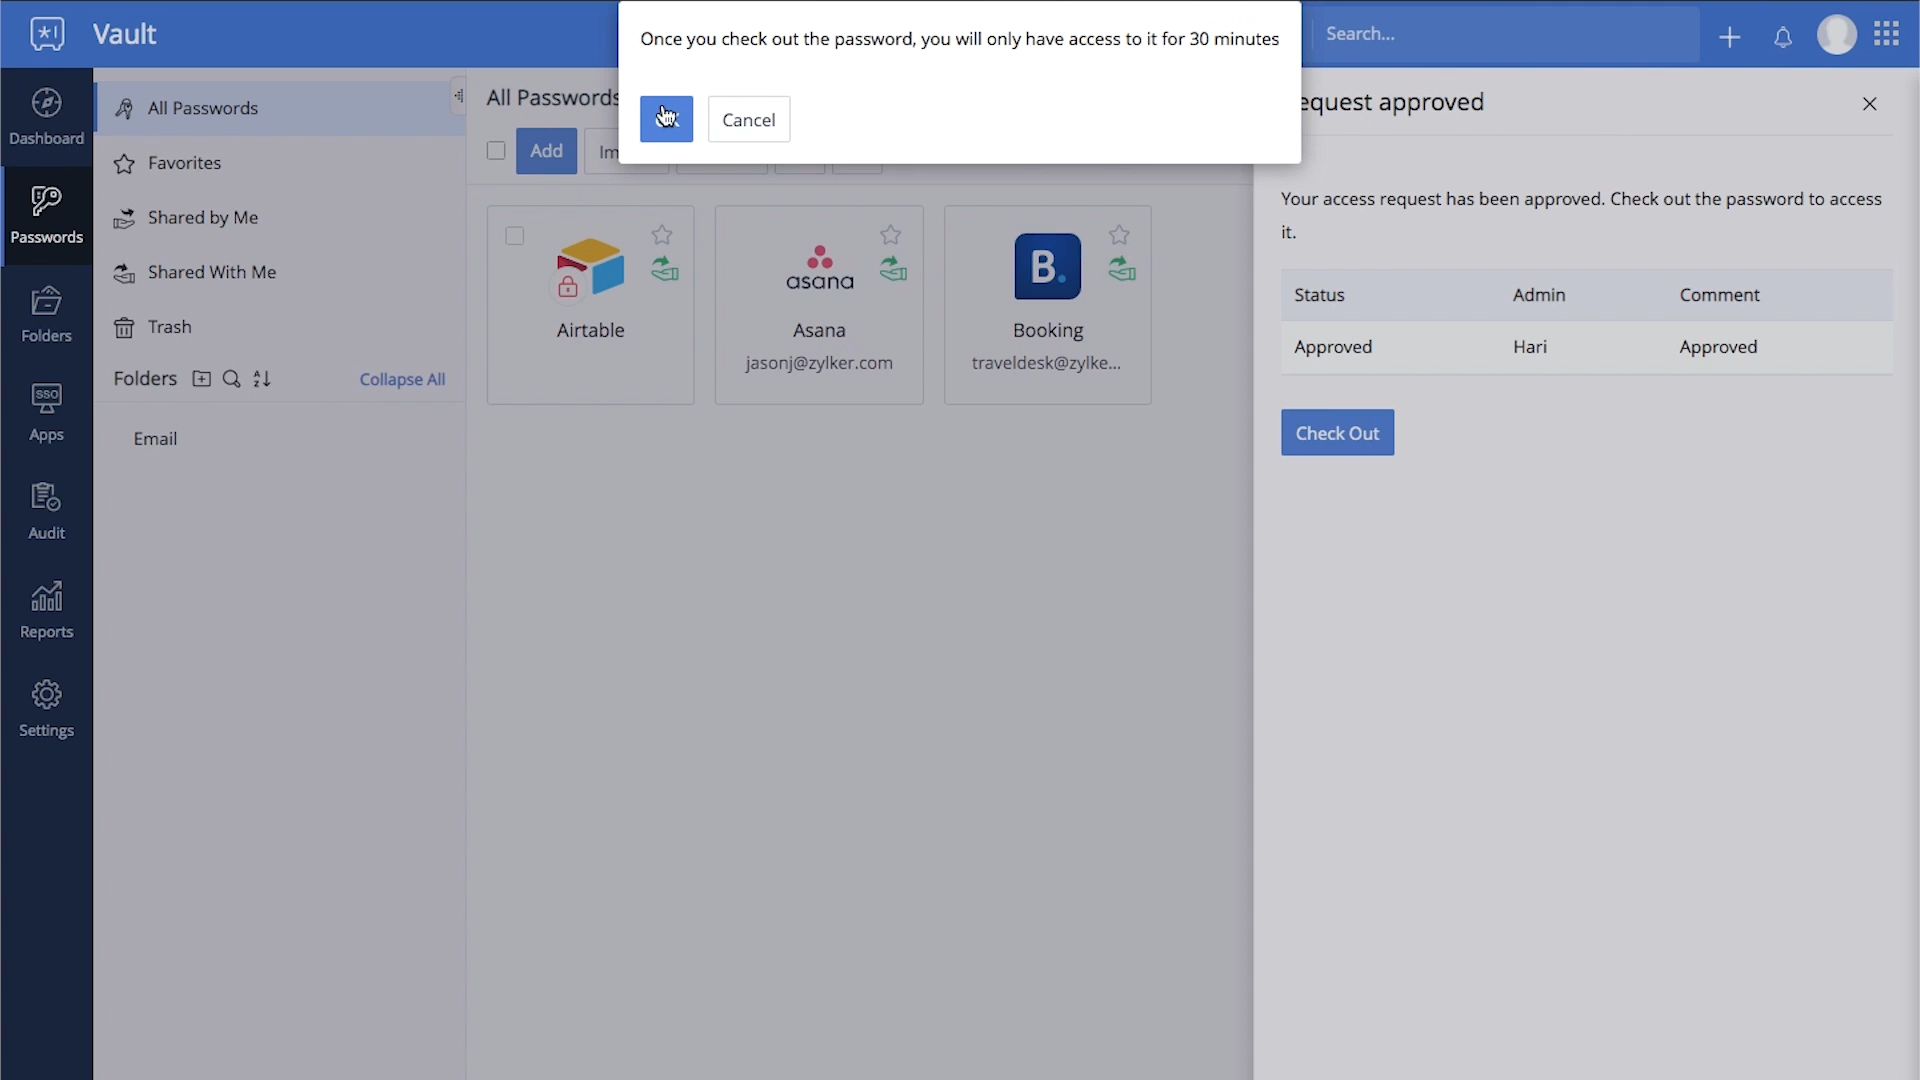 Vault
Once you check out the password, you will only have access to it for 30 minutes
Cancel
Search...
Dashboard
Passwords
Folders
Apps
Audit
Reports
Settings
All Passwords
Favorites
Shared by Me
Shared With Me
Trash
Folders
Collapse All
Email
All Passwords
Add
Im
Airtable
asana
Asana
jasonj@zylker.com
B.
Booking
traveldesk@zylke...
equest approved
Your access request has been approved. Check out the password to access
it.
Status Admin Comment
Approved Hari Approved
Check Out